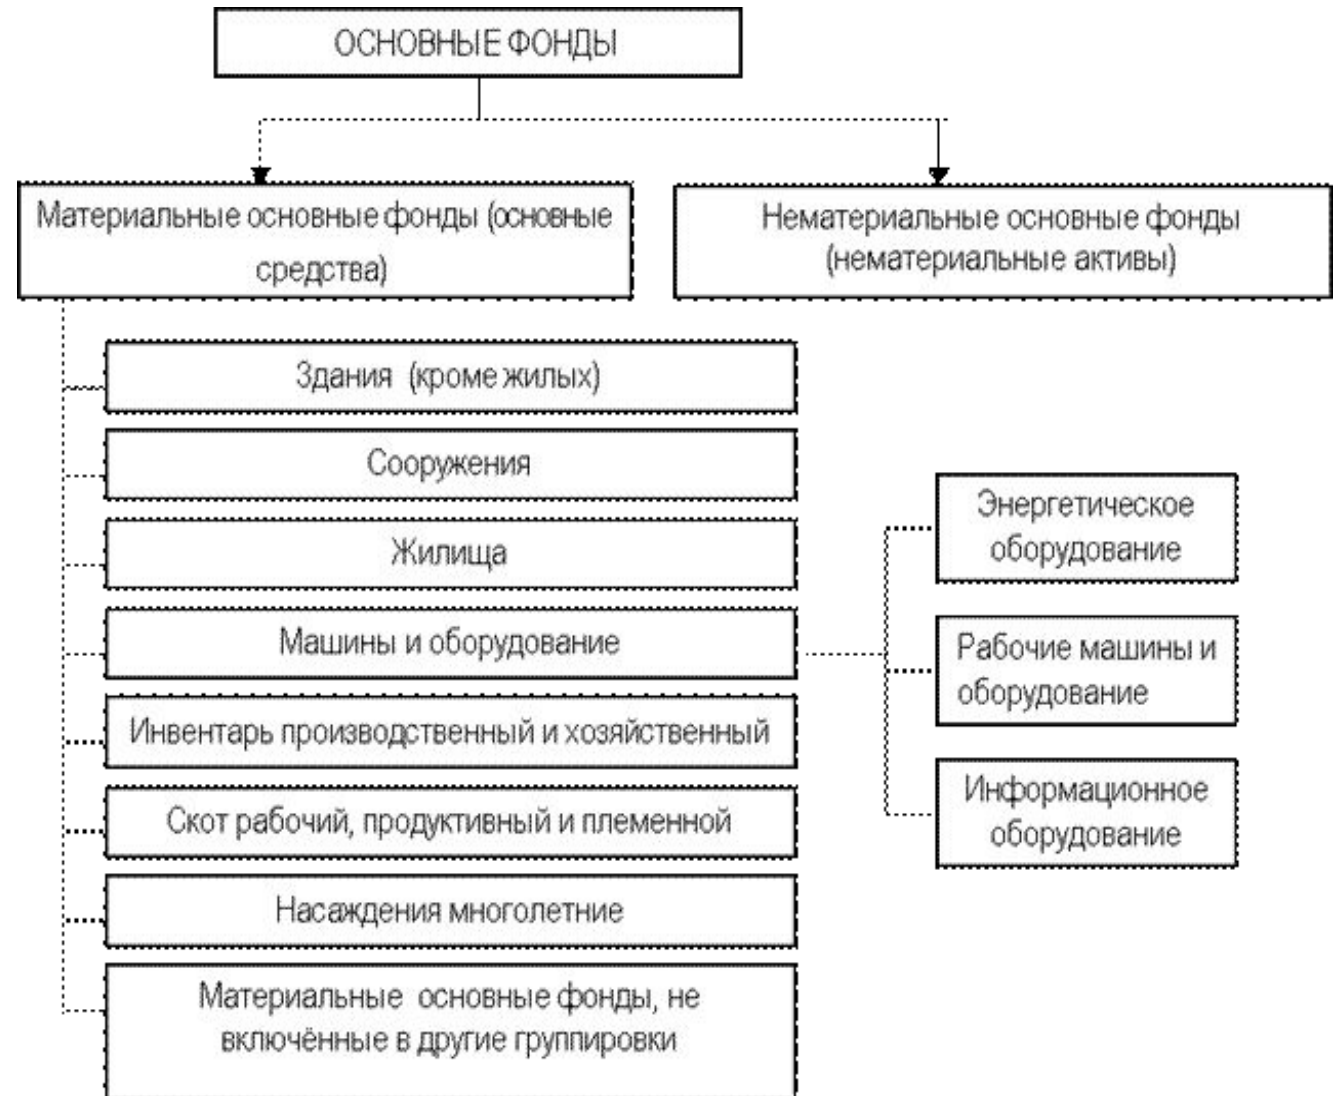 ОСНОВНЫЕ ФОНДЫ
Материальные основные фонды (основные
средства)
Нематериальные основные фонды
(нематериальные активы)
Здания (кроме жилых)
Сооружения
Жилища
Машины и оборудование
Инвентарь производственный и хозяйственный
Скот рабочий, продуктивный и племенной
Насаждения многолетние
Материальные основные фонды, не
включённые в другие группировки
Энергетическое
оборудование
Рабочие машины и
оборудование
Информационное
оборудование